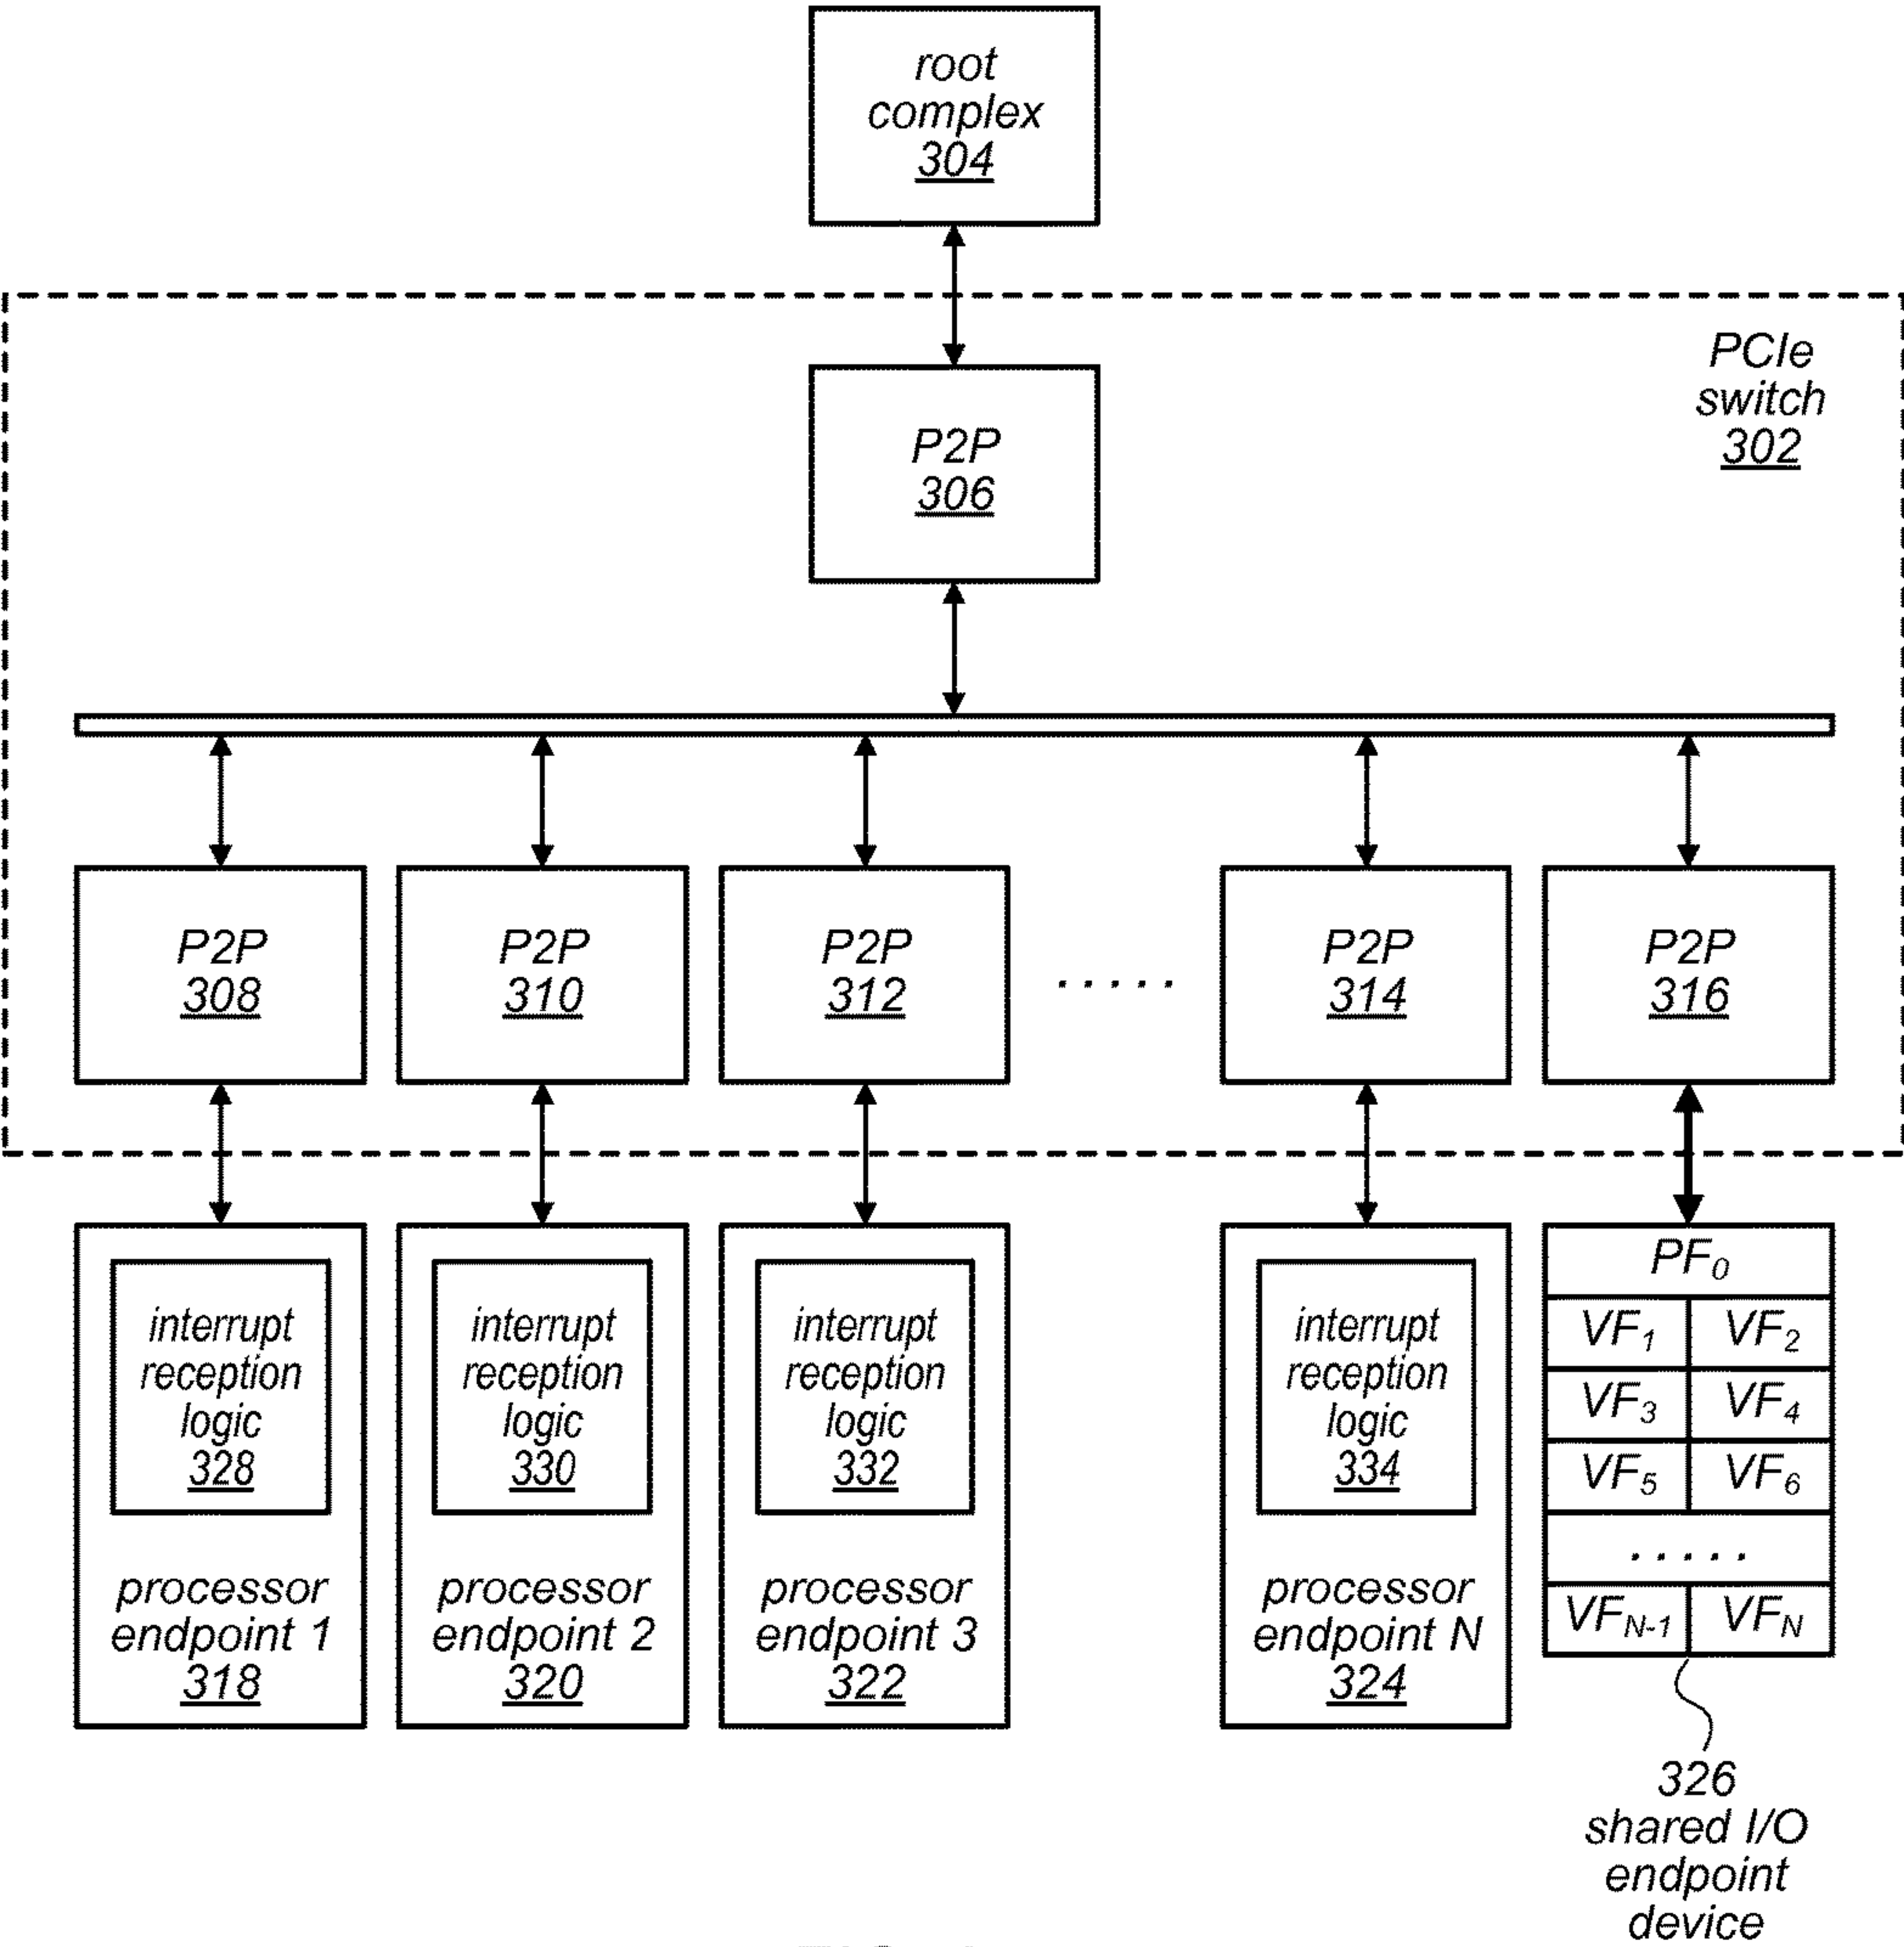 root
complex
304
PCIe
switch
302
P2P
306
P2P
308
P2P
310
P2P
312
. . . . .
P2P
314
P2P
316
interrupt
reception
logic
328
processor
endpoint 1
318
interrupt
reception
logic
330
processor
endpoint 2
320
interrupt
reception
logic
332
processor
endpoint 3
322
interrupt
reception
logic
334
processor
endpoint N
324
PF0
VF1 VF2
VF3 VF4
VF5 VF6
. . . . .
VFN-1 VFN
326
shared I/O
endpoint
device